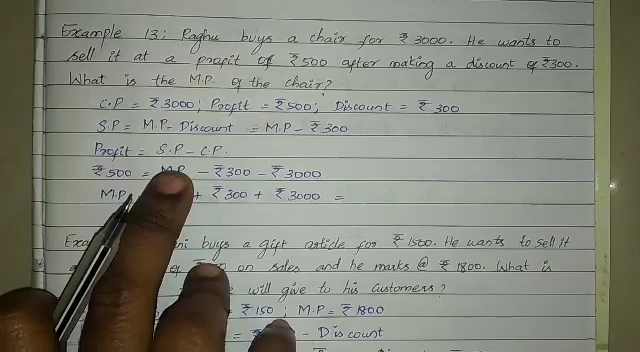 Example 13: Raghu buys a chair for ₹ 3000. He wants to
sell it at a profit of ₹500 after making a discount of ₹300.
What is the M.P. of the chair?
C.P = ₹3000; Profit = ₹500; Discount = ₹ 300
S.P = M.P- Discount = M.P - ₹300
Profit = S.P - C.P.
₹500 = M.P - ₹300 - ₹3000
M.P. + ₹300 + ₹3000 =
buys a gift article for ₹ 1500. He wants to sell it
on sales and he marks @ ₹ 1800. What is
will give to his customers?
₹150 ; M.P = ₹1800
= - Discount